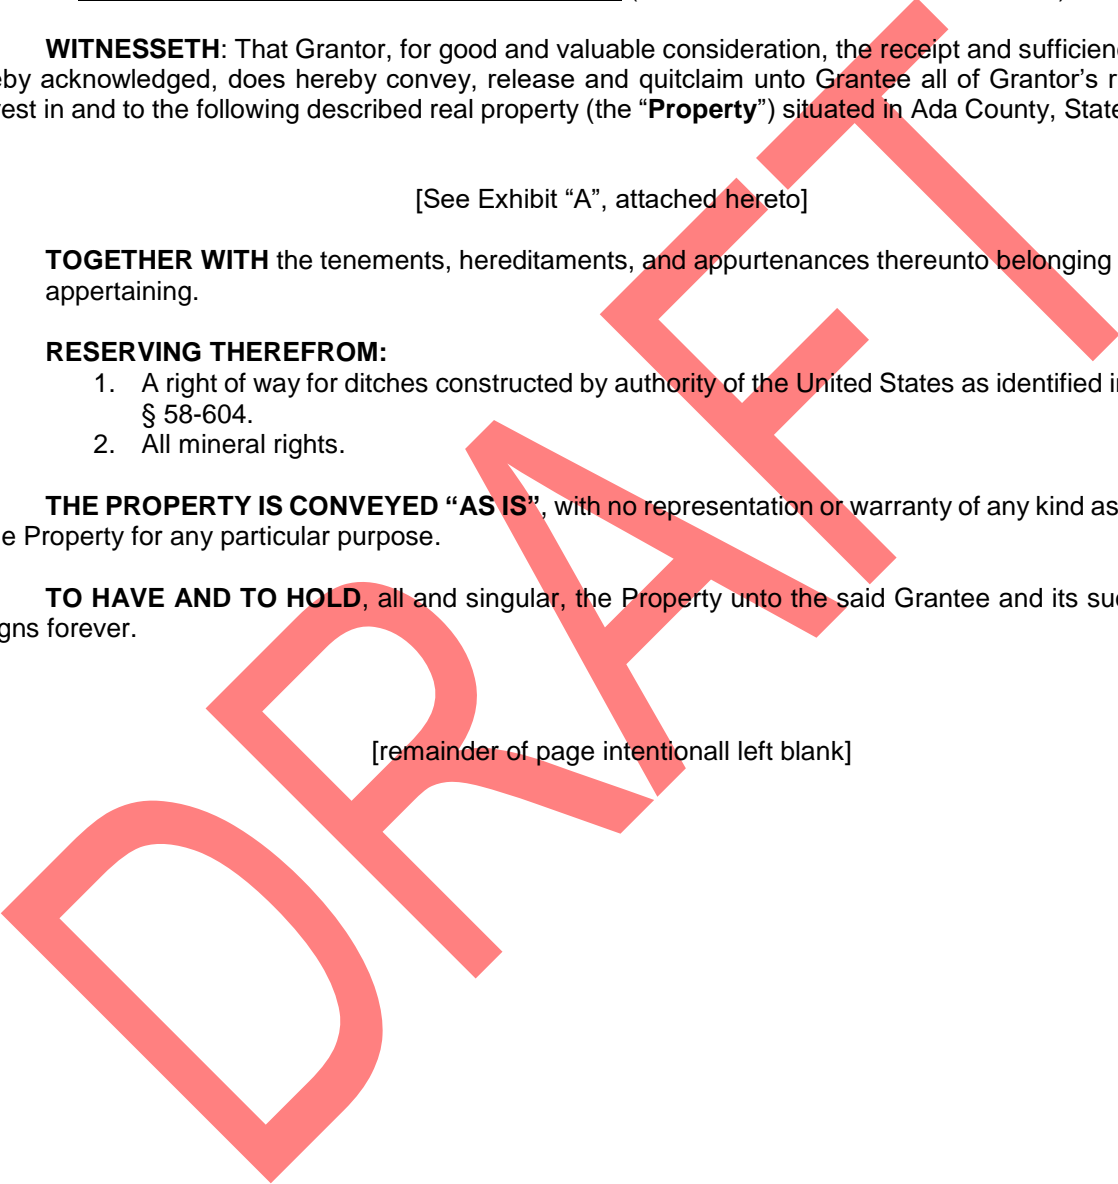 WITNESSETH: That Grantor, for good and valuable consideration, the receipt and sufficien
by acknowledged, does hereby convey, release and quitclaim unto Grantee all of Grantor’s r
est in and to the following described real property (the “Property”) situated in Ada County, State
[See Exhibit “A”, attached hereto]
TOGETHER WITH the tenements, hereditaments, and appurtenances thereunto belonging
appertaining.
RESERVING THEREFROM:
1. A right of way for ditches constructed by authority of the United States as identified i
§ 58-604.
2. All mineral rights.
THE PROPERTY IS CONVEYED “AS IS”, with no representation or warranty of any kind as
e Property for any particular purpose.
TO HAVE AND TO HOLD, all and singular, the Property unto the said Grantee and its su
gns forever.
[remainder of page intentionall left blank]
DRAFT